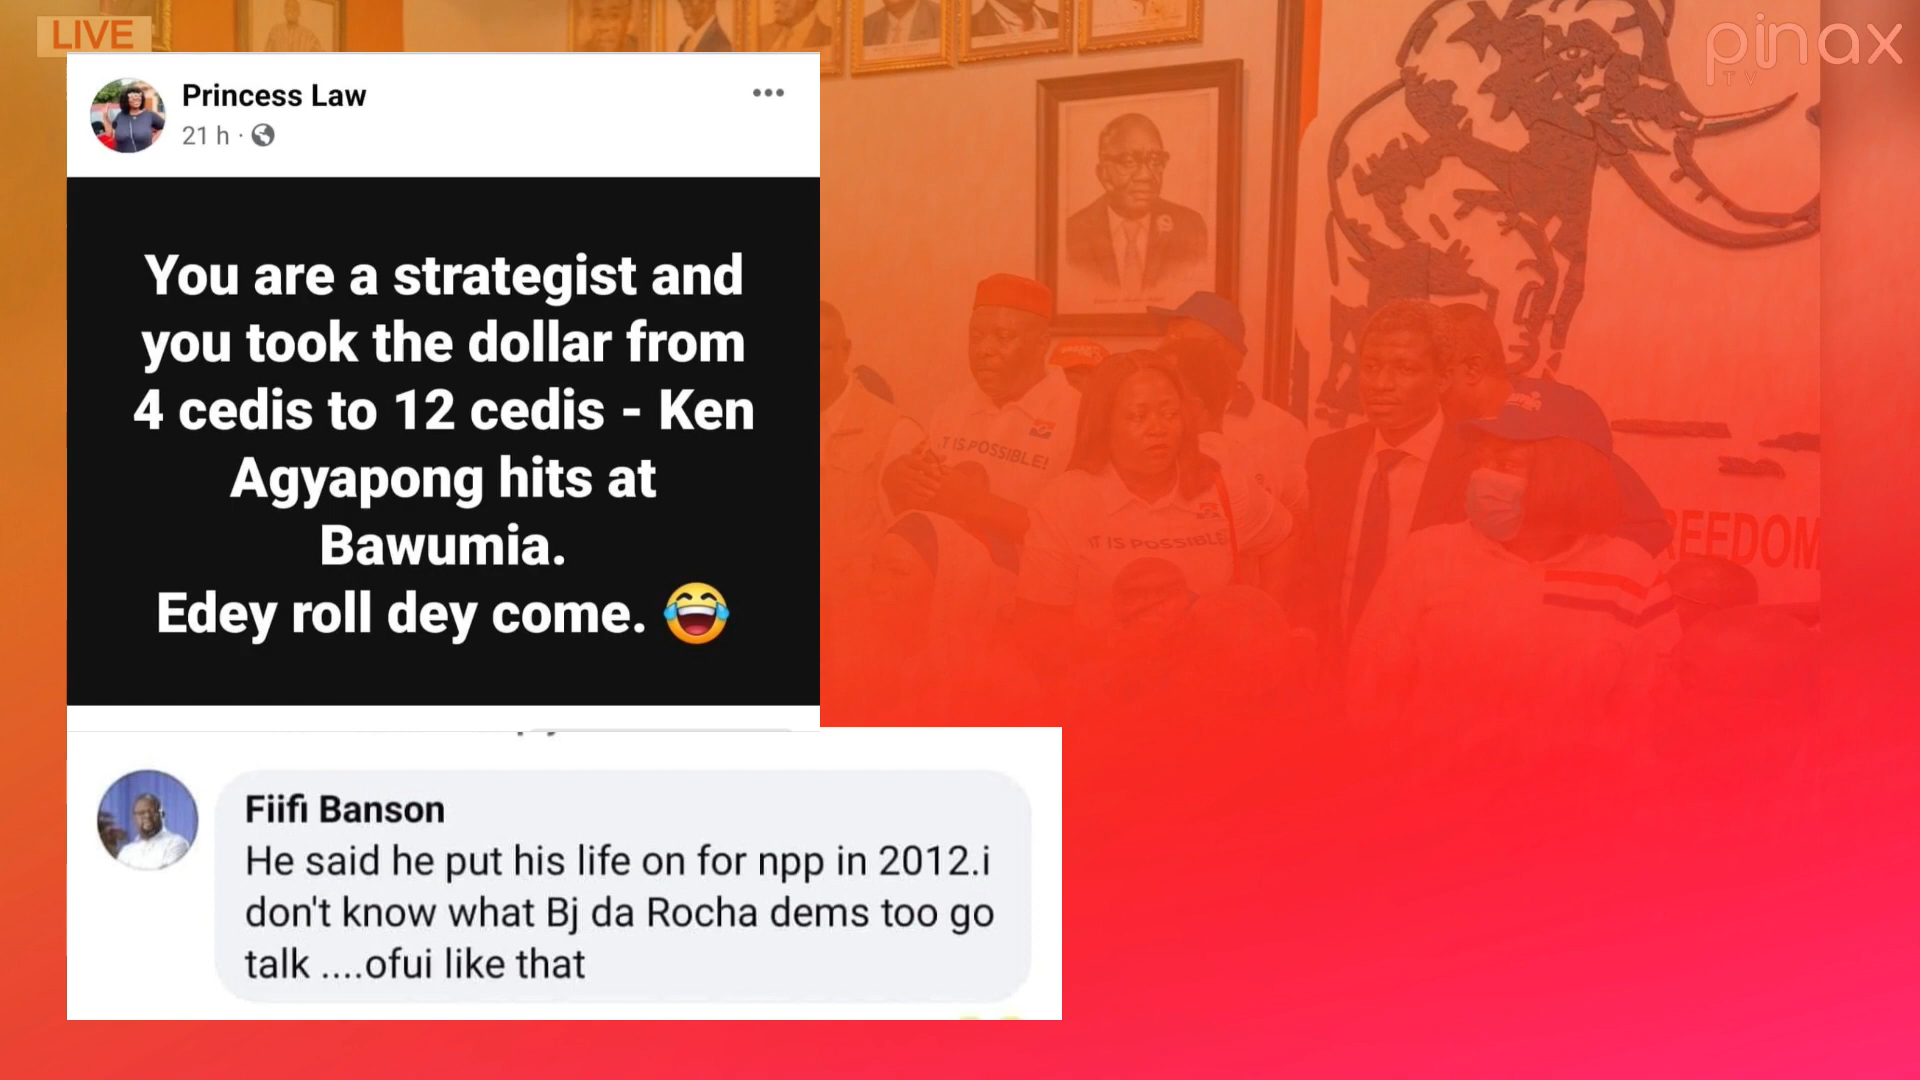 LIVE
pinax
TV
Princess Law
21 h ·
You are a strategist and
you took the dollar from
4 cedis to 12 cedis - Ken
Agyapong hits at
Bawumia.
Edey roll dey come. 😂
T IS POSSIBLE!
IT IS POSSIBLE
REEDOM
Fiifi Banson
He said he put his life on for npp in 2012.i
don't know what Bj da Rocha dems too go
talk ....ofui like that